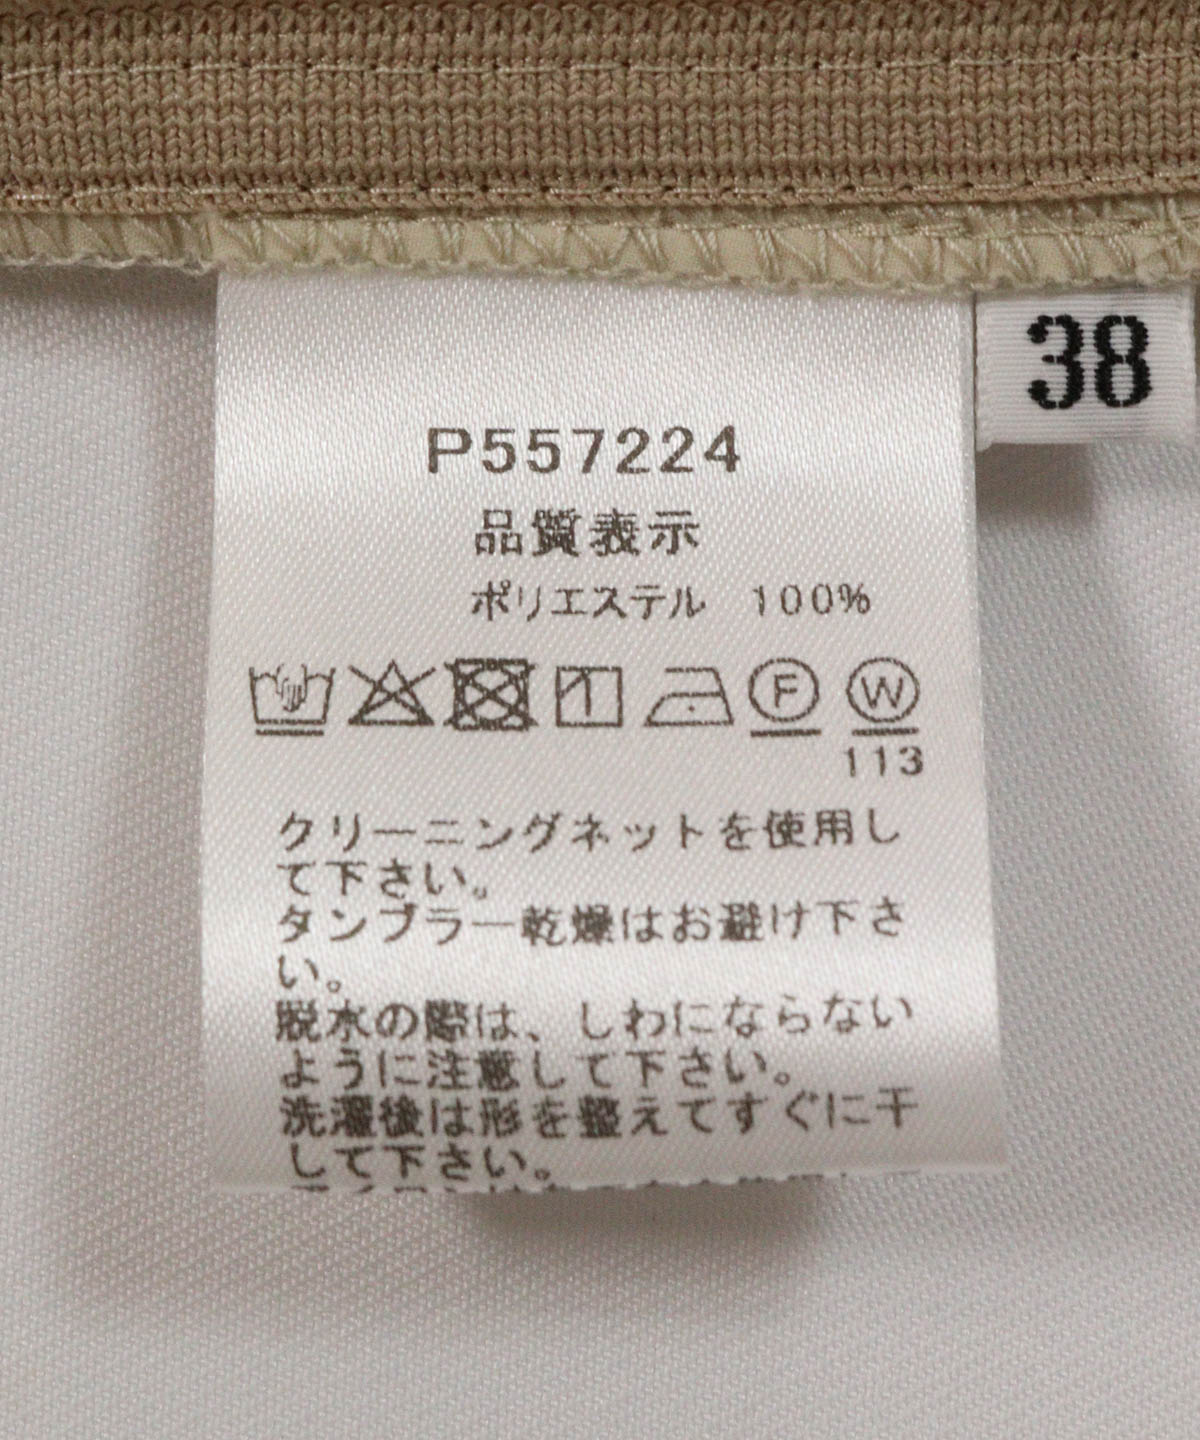 38
P557224
品質表示
ポリエステル 100%
F W
113
クリーニングネットを使用し
て下さい。
タンブラー乾燥はお避け下さ
い。
脱水の際は、しわにならない
ように注意して下さい。
洗濯後は形を整えてすぐに干
して下さい。